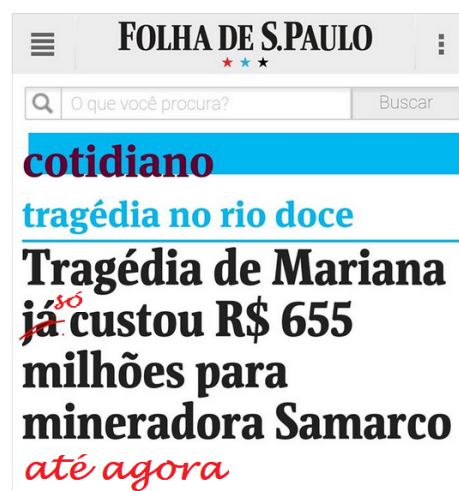 FOLHA DE S.PAULO
O que você procura?
Buscar
cotidiano
tragédia no rio doce
Tragédia de Mariana
só
já custou R$ 655
milhões para
mineradora Samarco
até agora